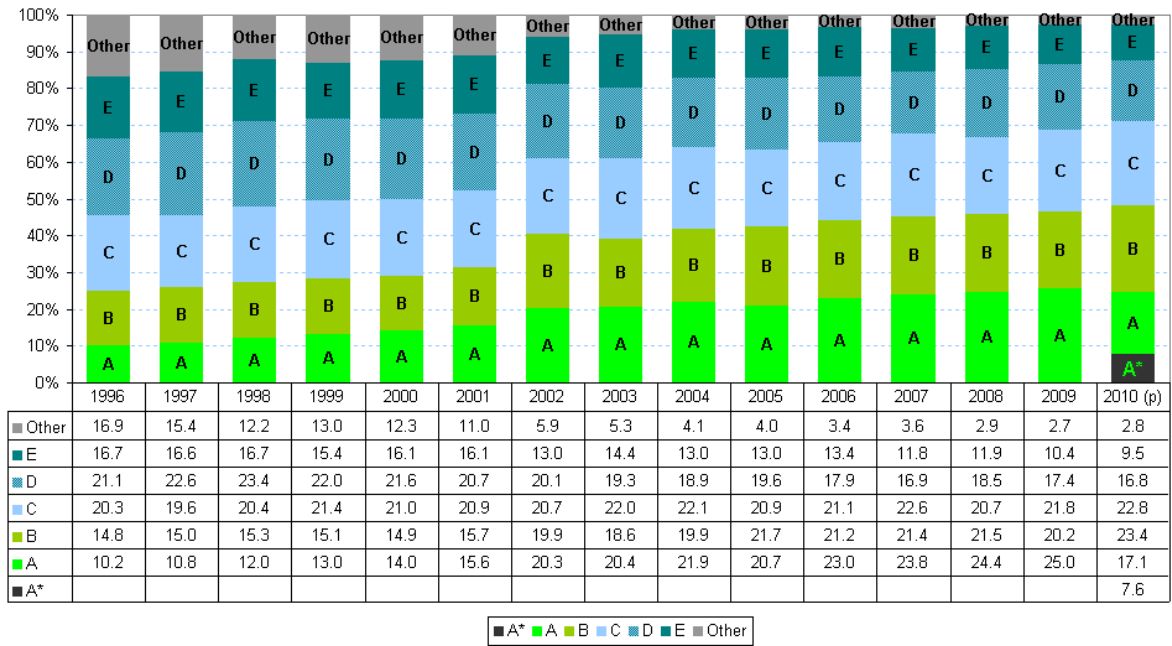 100%
90%
80%
70%
60%
50%
40%
30%
20%
10%
0%
Other Other Other Other Other Other Other Other Other Other Other Other Other Other Other
E E E E E E E E E E E E E E E
D D D D D D D D D D D D D D D
C C C C C C C C C C C C C C C
B B B B B B B B B B B B B B B
A A A A A A A A A A A A A A A
A*
1996 1997 1998 1999 2000 2001 2002 2003 2004 2005 2006 2007 2008 2009 2010 (p)
Other 16.9 15.4 12.2 13.0 12.3 11.0 5.9 5.3 4.1 4.0 3.4 3.6 2.9 2.7 2.8
E 16.7 16.6 16.7 15.4 16.1 16.1 13.0 14.4 13.0 13.0 13.4 11.8 11.9 10.4 9.5
D 21.1 22.6 23.4 22.0 21.6 20.7 20.1 19.3 18.9 19.6 17.9 16.9 18.5 17.4 16.8
C 20.3 19.6 20.4 21.4 21.0 20.9 20.7 22.0 22.1 20.9 21.1 22.6 20.7 21.8 22.8
B 14.8 15.0 15.3 15.1 14.9 15.7 19.9 18.6 19.9 21.7 21.2 21.4 21.5 20.2 23.4
A 10.2 10.8 12.0 13.0 14.0 15.6 20.3 20.4 21.9 20.7 23.0 23.8 24.4 25.0 17.1
A* 7.6
A* A B C D E Other